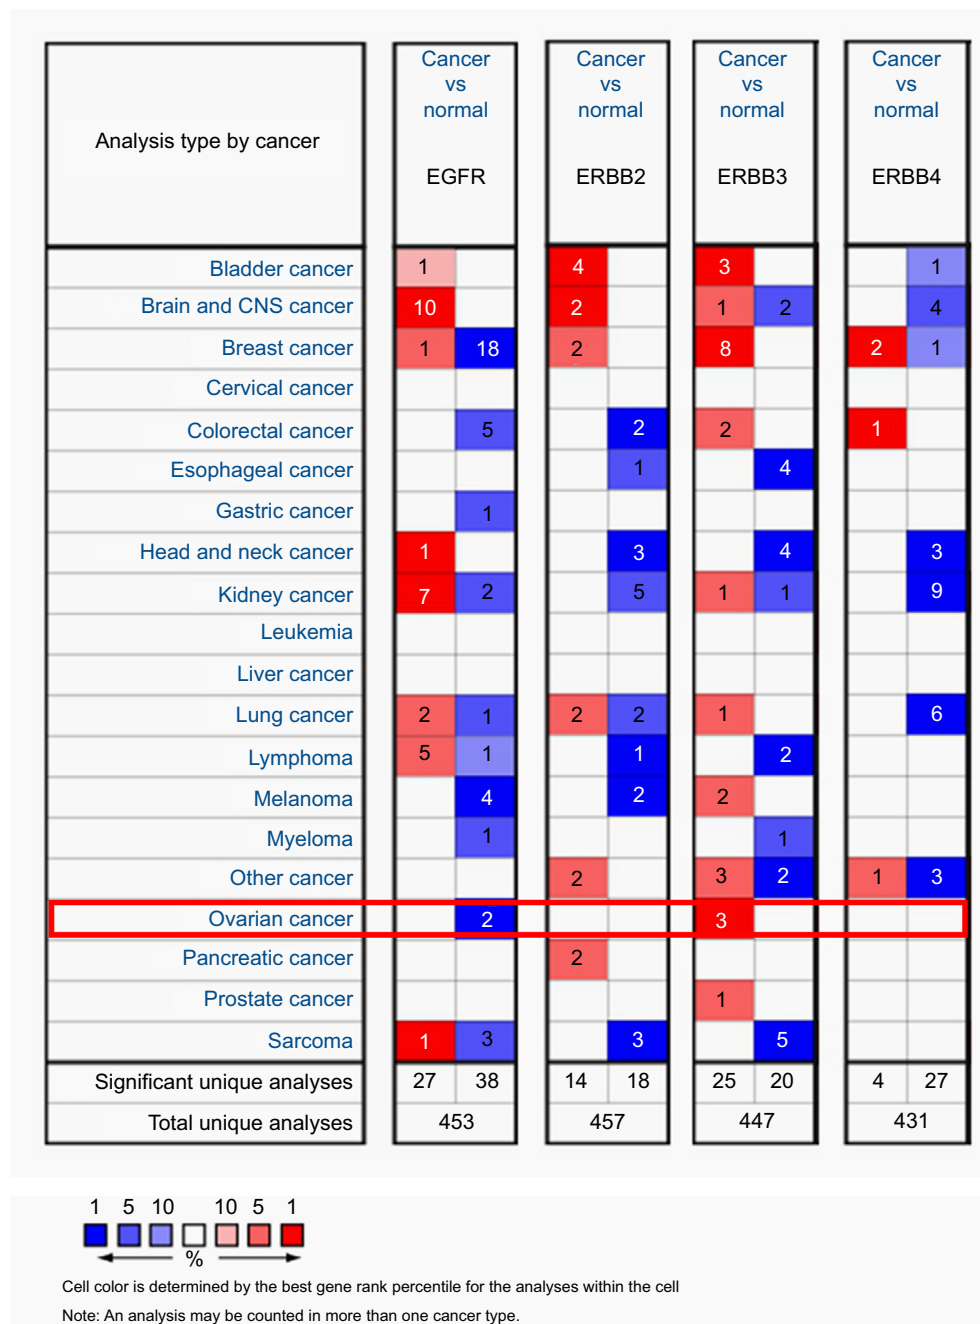 Analysis type by cancer
Cancer vs normal EGFR
Cancer vs normal ERBB2
Cancer vs normal ERBB3
Cancer vs normal ERBB4
Bladder cancer 1 4 3 1
Brain and CNS cancer 10 2 1 2 4
Breast cancer 1 18 2 8 2 1
Cervical cancer
Colorectal cancer 5 2 2 1
Esophageal cancer 1 4
Gastric cancer 1
Head and neck cancer 1 3 4 3
Kidney cancer 7 2 5 1 1 9
Leukemia
Liver cancer
Lung cancer 2 1 2 2 1 6
Lymphoma 5 1 1 2
Melanoma 4 2 2
Myeloma 1 1
Other cancer 2 3 2 1 3
Ovarian cancer 2 3
Pancreatic cancer 2
Prostate cancer 1
Sarcoma 1 3 3 5
Significant unique analyses 27 38 14 18 25 20 4 27
Total unique analyses 453 457 447 431
1 5 10 10 5 1
%
Cell color is determined by the best gene rank percentile for the analyses within the cell
Note: An analysis may be counted in more than one cancer type.